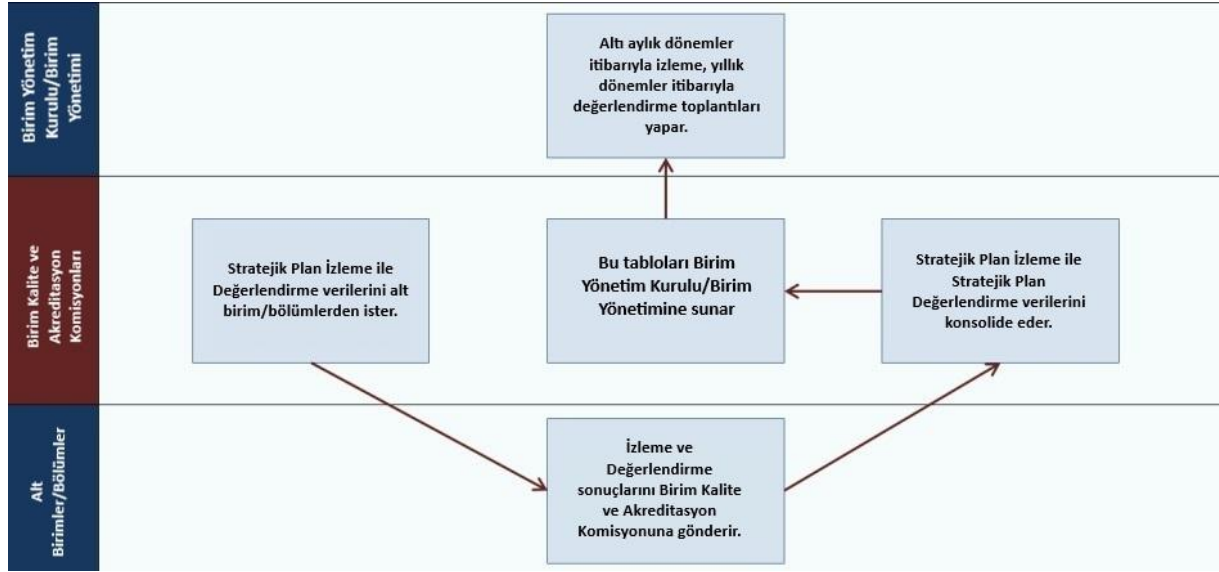 Birim Yönetim
Kurulu/Birim
Yönetimi
Altı aylık dönemler
itibarıyla izleme, yıllık
dönemler itibarıyla
değerlendirme toplantıları
yapar.
Birim Kalite ve
Akreditasyon
Komisyonları
Stratejik Plan İzleme ile
Değerlendirme verilerini alt
birim/bölümlerden ister.
Bu tabloları Birim
Yönetim Kurulu/Birim
Yönetimine sunar
Stratejik Plan İzleme ile
Stratejik Plan
Değerlendirme verilerini
konsolide eder.
Alt
Birimler/Bölümler
İzleme ve
Değerlendirme
sonuçlarını Birim Kalite
ve Akreditasyon
Komisyonuna gönderir.